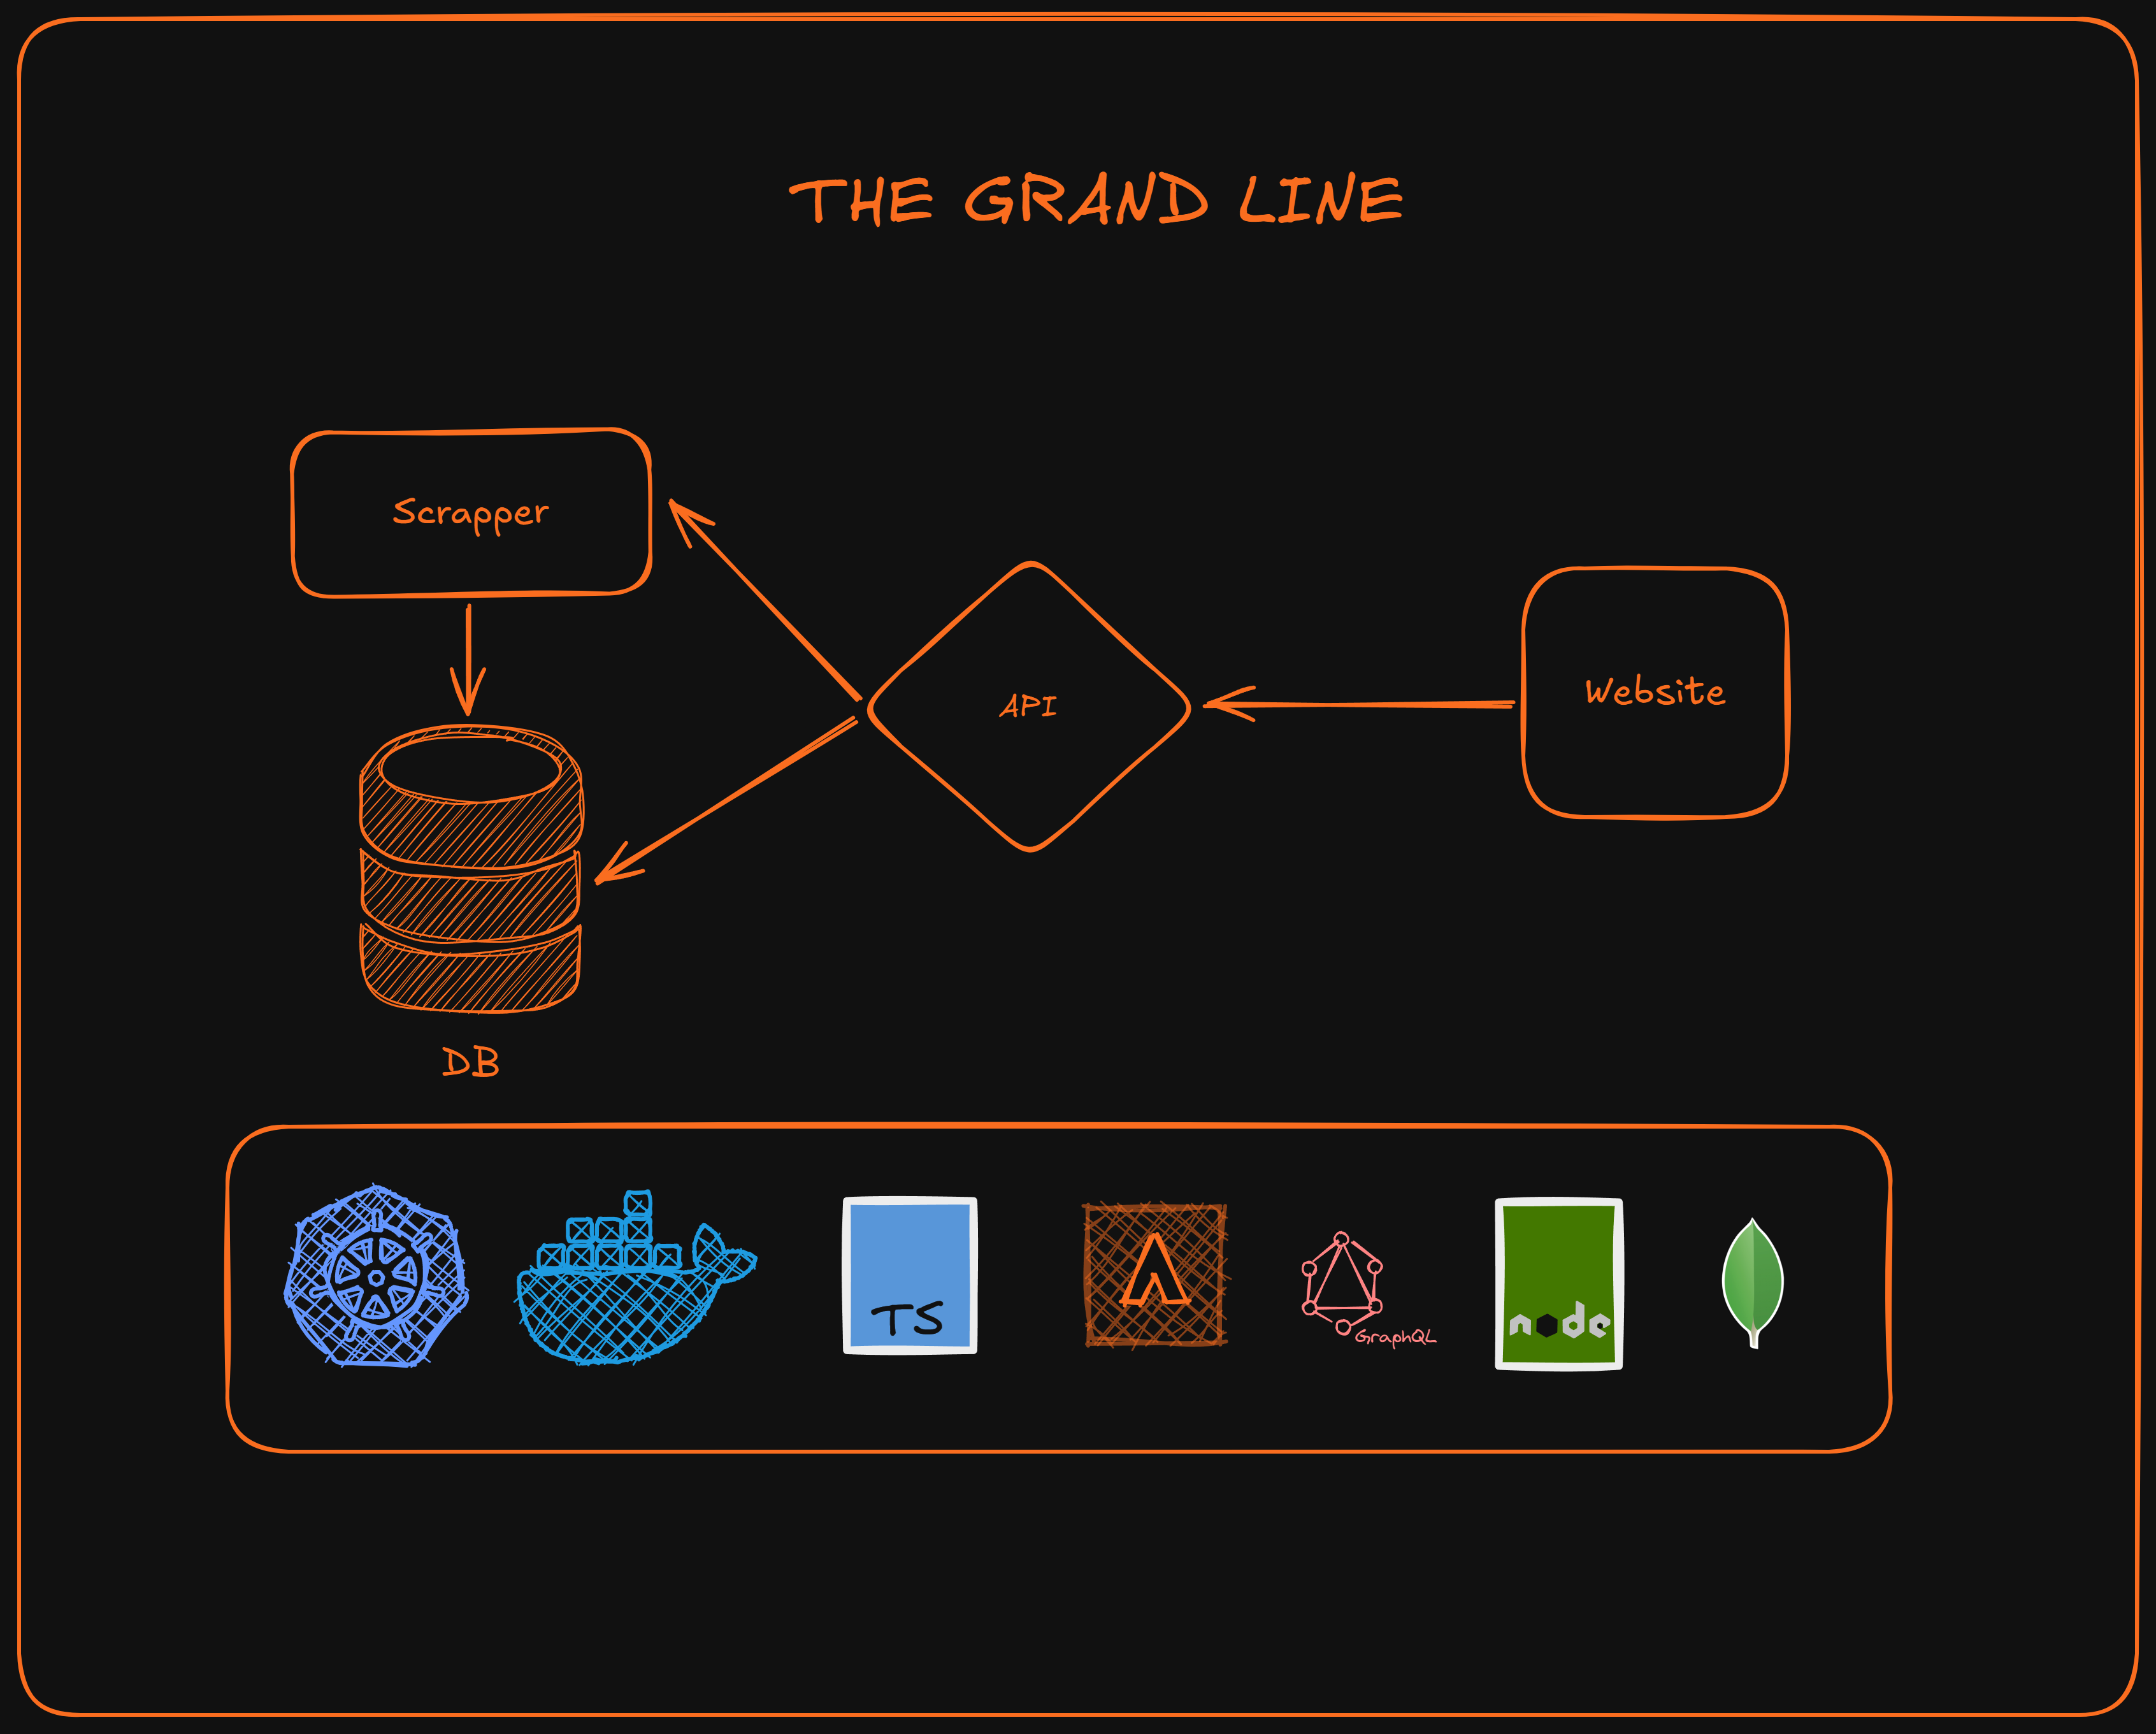 THE GRAND LINE
Scrapper
API
Website
DB
TS
GraphQL
node